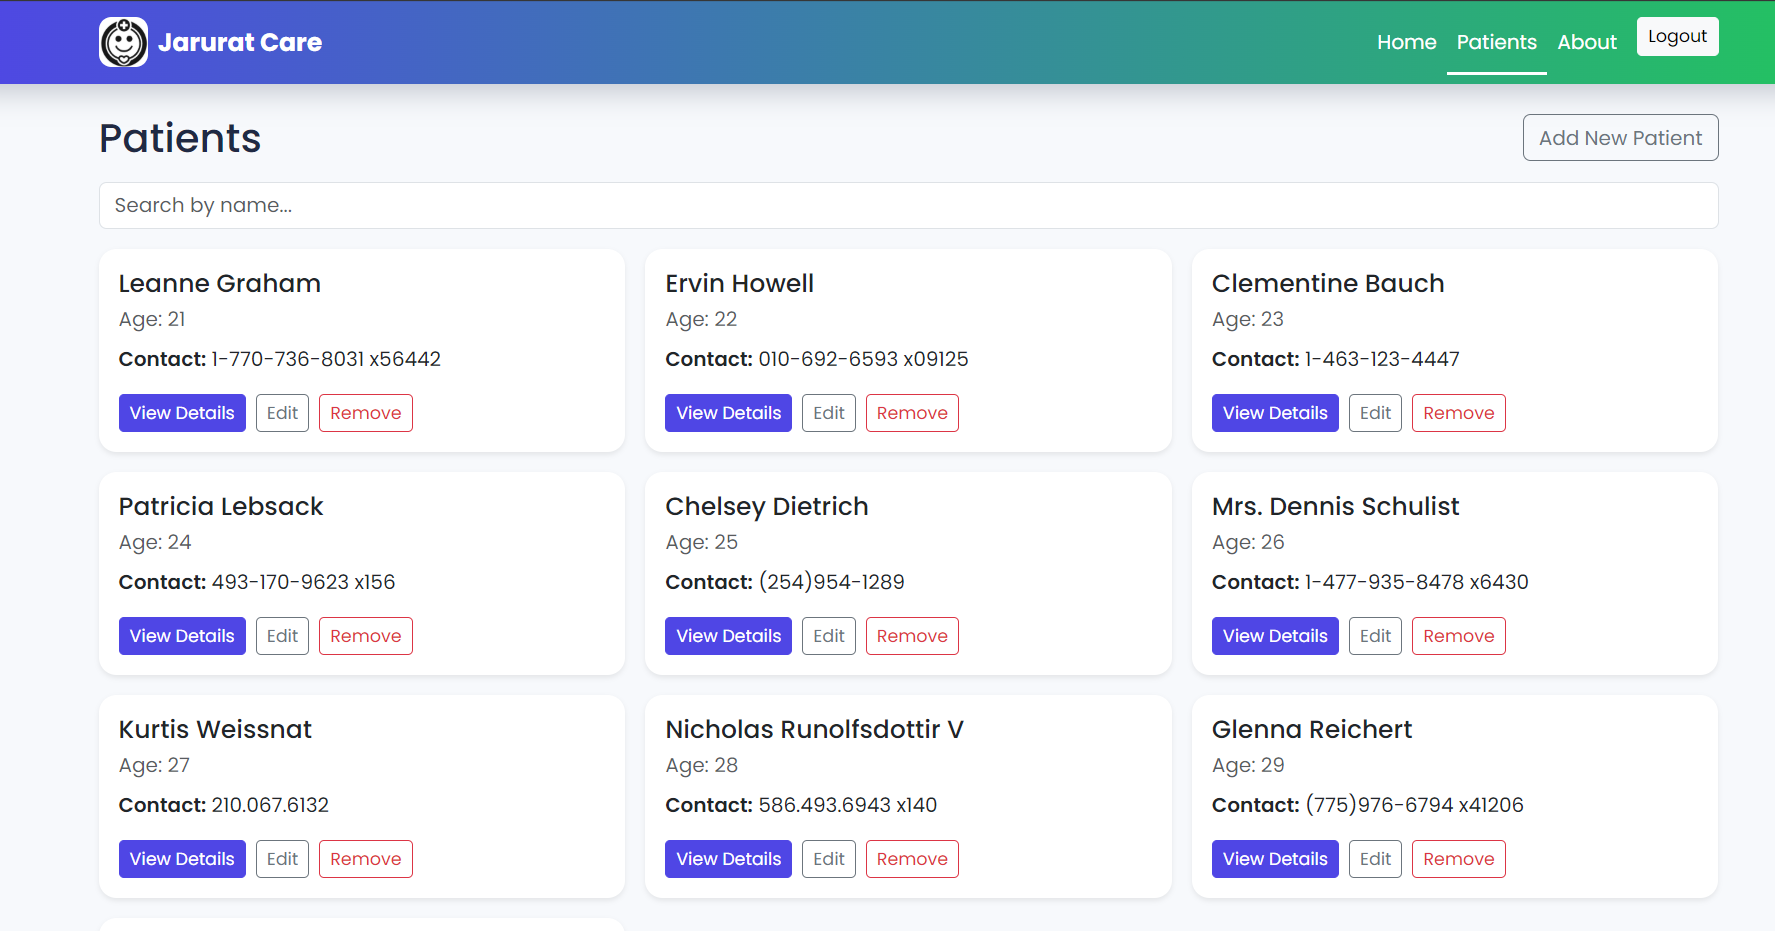 Jarurat Care
Home Patients About Logout
Patients
Add New Patient
Search by name...
Leanne Graham
Age: 21
Contact: 1-770-736-8031 x56442
View Details Edit Remove
Ervin Howell
Age: 22
Contact: 010-692-6593 x09125
View Details Edit Remove
Clementine Bauch
Age: 23
Contact: 1-463-123-4447
View Details Edit Remove
Patricia Lebsack
Age: 24
Contact: 493-170-9623 x156
View Details Edit Remove
Chelsey Dietrich
Age: 25
Contact: (254)954-1289
View Details Edit Remove
Mrs. Dennis Schulist
Age: 26
Contact: 1-477-935-8478 x6430
View Details Edit Remove
Kurtis Weissnat
Age: 27
Contact: 210.067.6132
View Details Edit Remove
Nicholas Runolfsdottir V
Age: 28
Contact: 586.493.6943 x140
View Details Edit Remove
Glenna Reichert
Age: 29
Contact: (775)976-6794 x41206
View Details Edit Remove